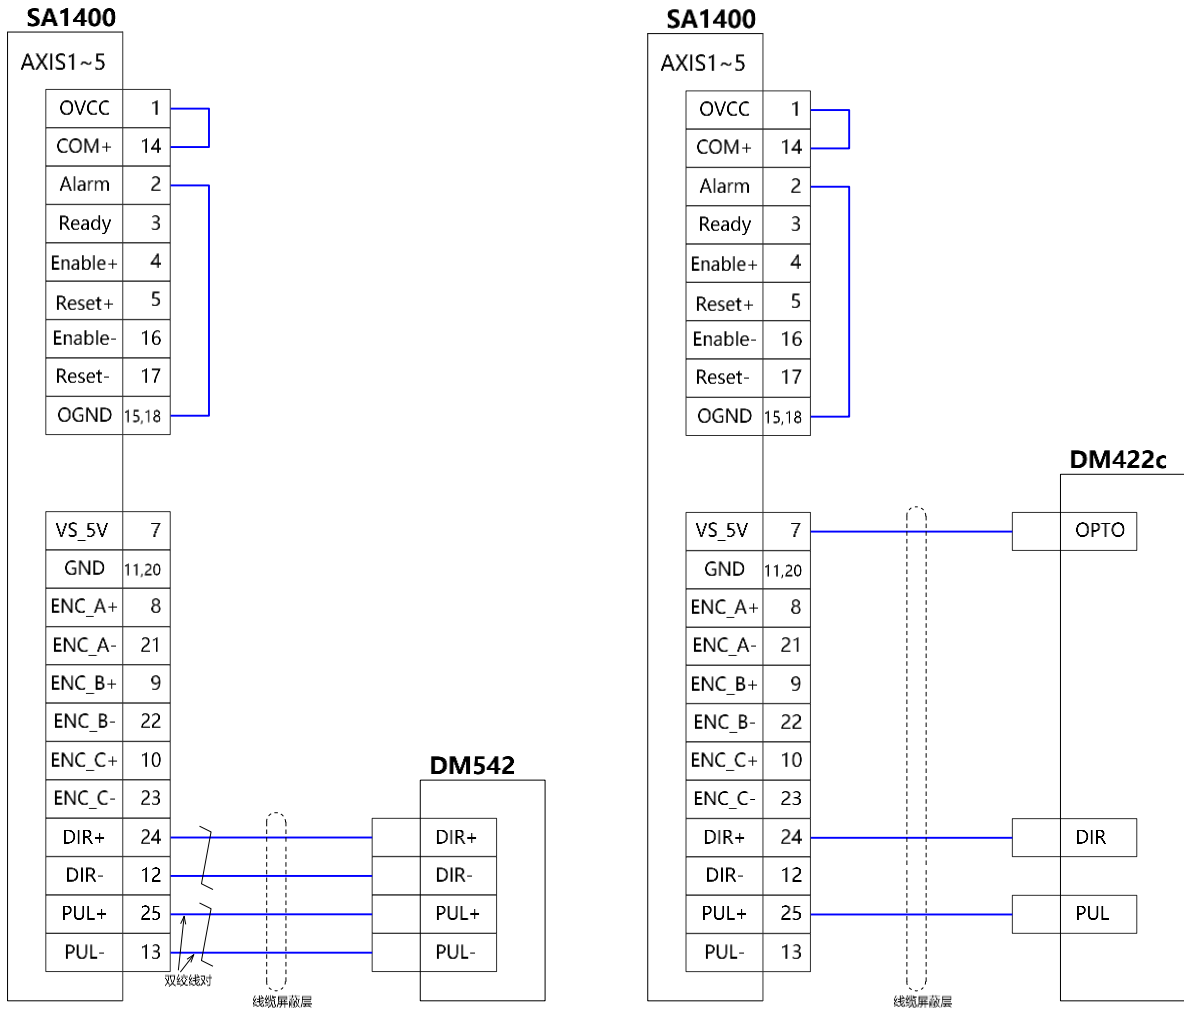 SA1400
AXIS1~5
OVCC 1
COM+ 14
Alarm 2
Ready 3
Enable+ 4
Reset+ 5
Enable- 16
Reset- 17
OGND 15,18
VS_5V 7
GND 11,20
ENC_A+ 8
ENC_A- 21
ENC_B+ 9
ENC_B- 22
ENC_C+ 10
ENC_C- 23
DIR+ 24
DIR- 12
PUL+ 25
PUL- 13
双绞线对
线缆屏蔽层
DM542
DIR+
DIR-
PUL+
PUL-
SA1400
AXIS1~5
OVCC 1
COM+ 14
Alarm 2
Ready 3
Enable+ 4
Reset+ 5
Enable- 16
Reset- 17
OGND 15,18
VS_5V 7
GND 11,20
ENC_A+ 8
ENC_A- 21
ENC_B+ 9
ENC_B- 22
ENC_C+ 10
ENC_C- 23
DIR+ 24
DIR- 12
PUL+ 25
PUL- 13
线缆屏蔽层
DM422c
OPTO
DIR
PUL